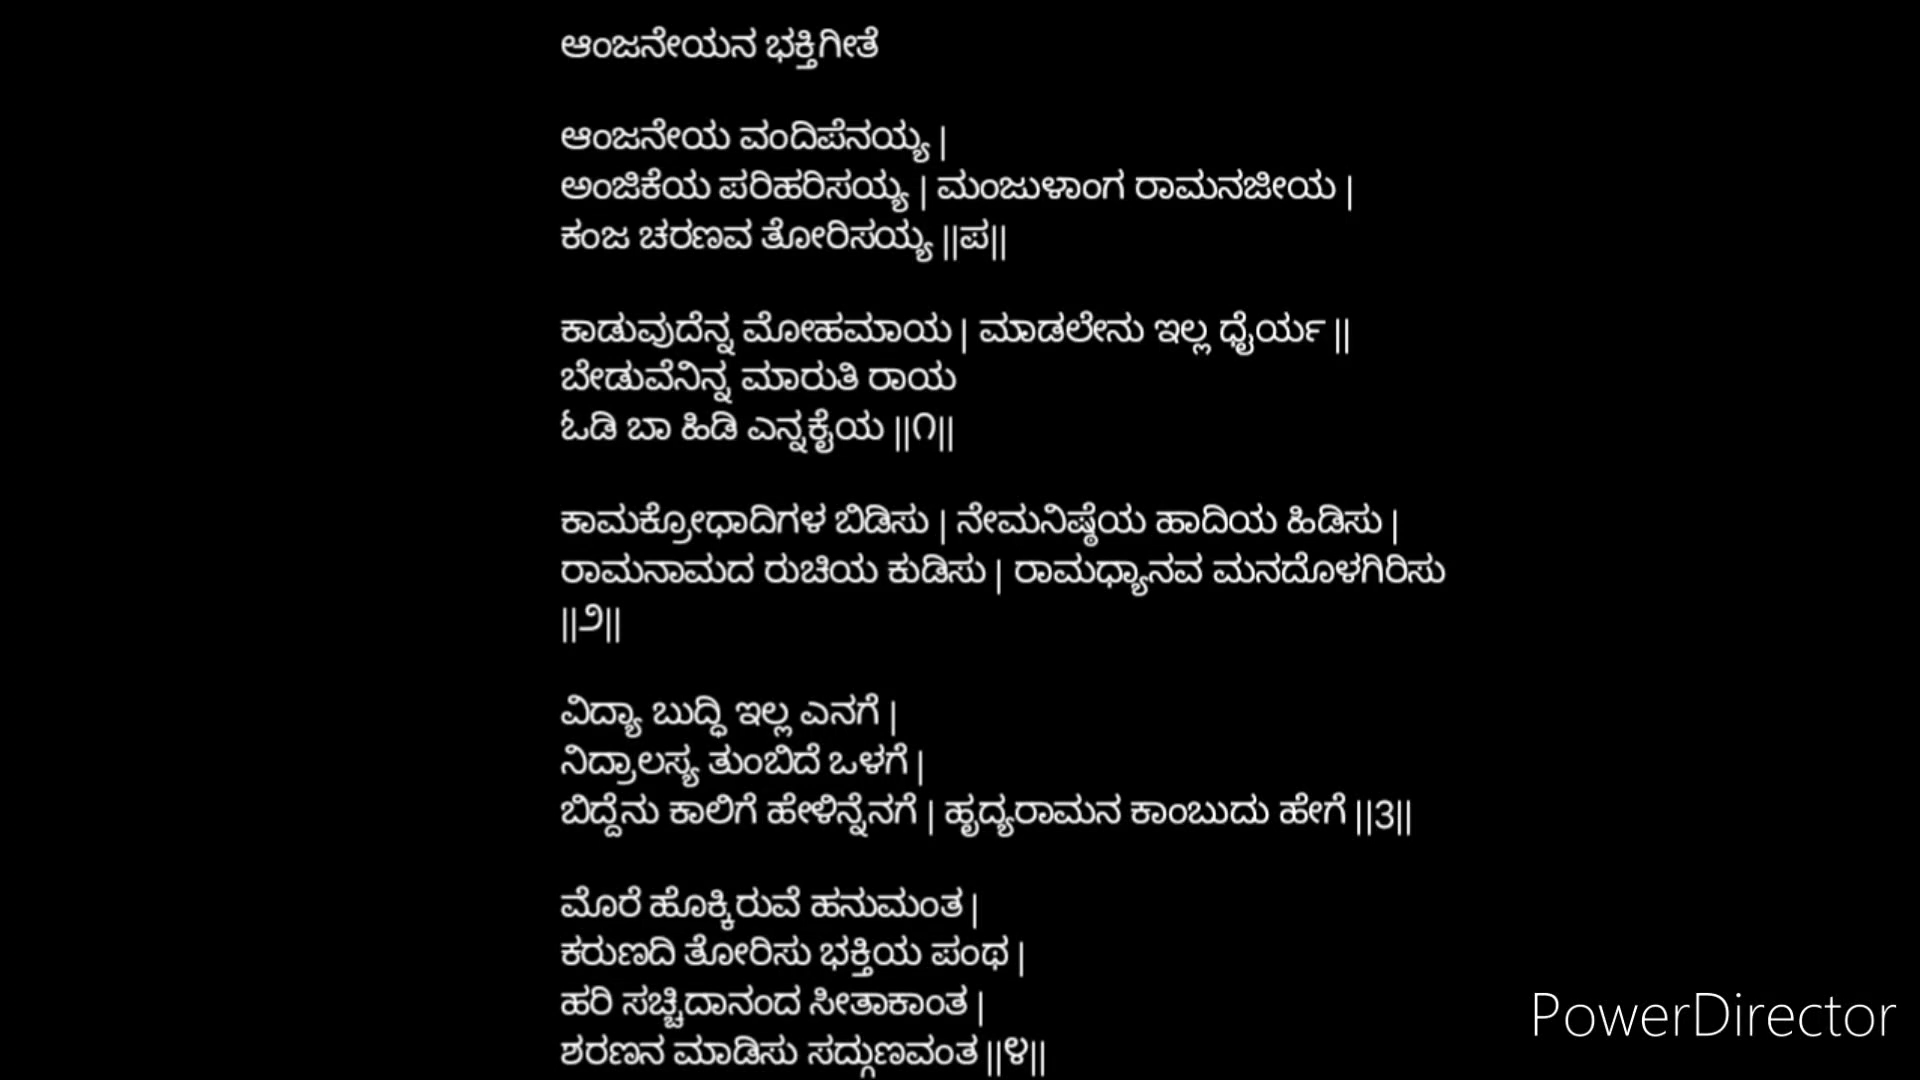 ಆಂಜನೇಯನ ಭಕ್ತಿಗೀತೆ
ಆಂಜನೇಯ ವಂದಿಪೆನಯ್ಯ |
ಅಂಜಿಕೆಯ ಪರಿಹರಿಸಯ್ಯ | ಮಂಜುಳಾಂಗ ರಾಮನಜೀಯ |
ಕಂಜ ಚರಣವ ತೋರಿಸಯ್ಯ ||ಪ||
ಕಾಡುವುದೆನ್ನ ಮೋಹಮಾಯ | ಮಾಡಲೇನು ಇಲ್ಲ ಧೈರ್ಯ ||
ಬೇಡುವೆನಿನ್ನ ಮಾರುತಿ ರಾಯ
ಓಡಿ ಬಾ ಹಿಡಿ ಎನ್ನಕೈಯ ||೧||
ಕಾಮಕ್ರೋಧಾದಿಗಳ ಬಿಡಿಸು | ನೇಮನಿಷ್ಠೆಯ ಹಾದಿಯ ಹಿಡಿಸು |
ರಾಮನಾಮದ ರುಚಿಯ ಕುಡಿಸು | ರಾಮಧ್ಯಾನವ ಮನದೊಳಗಿರಿಸು
||೨||
ವಿದ್ಯಾ ಬುದ್ಧಿ ಇಲ್ಲ ಎನಗೆ |
ನಿದ್ರಾಲಸ್ಯ ತುಂಬಿದೆ ಒಳಗೆ |
ಬಿದ್ದೆನು ಕಾಲಿಗೆ ಹೇಳಿನ್ನೆನಗೆ | ಹೃದ್ಯರಾಮನ ಕಾಂಬುದು ಹೇಗೆ ||3||
ಮೊರೆ ಹೊಕ್ಕಿರುವೆ ಹನುಮಂತ |
ಕರುಣದಿ ತೋರಿಸು ಭಕ್ತಿಯ ಪಂಥ |
ಹರಿ ಸಚ್ಚಿದಾನಂದ ಸೀತಾಕಾಂತ |
ಶರಣನ ಮಾಡಿಸು ಸದ್ಗುಣವಂತ ||೪||
PowerDirector